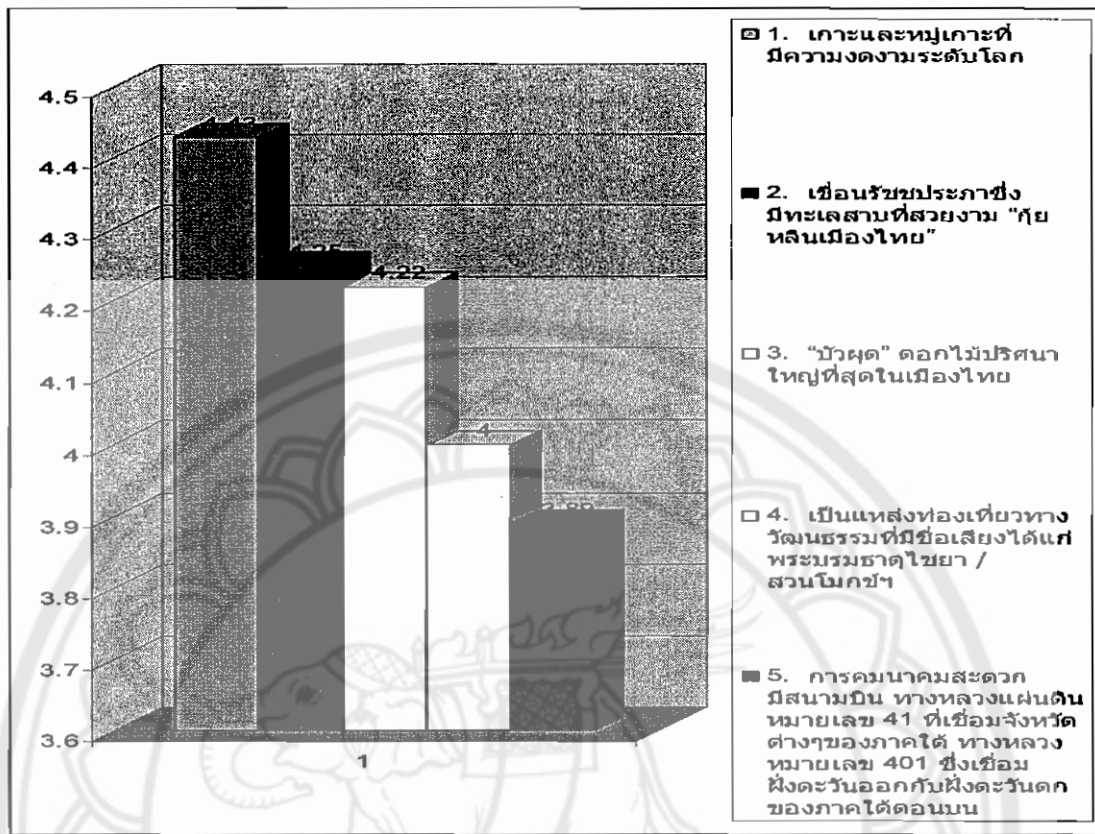 4.5
4.4
4.3
4.2
4.1
4
3.9
3.8
3.7
3.6
4.43
4.25
4.22
4
3.89
1
1. เกาะและหมู่เกาะที่
มีความงดงามระดับโลก
2. เขื่อนรัชชประภาซึ่ง
มีทะเลสาบที่สวยงาม "กุ้ย
หลินเมืองไทย"
3. "บัวผุด" ดอกไม้ปริศนา
ใหญ่ที่สุดในเมืองไทย
4. เป็นแหล่งท่องเที่ยวทาง
วัฒนธรรมที่มีชื่อเสียงได้แก่
พระบรมธาตุไชยา /
สวนโมกข์ฯ
5. การคมนาคมสะดวก
มีสนามบิน ทางหลวงแผ่นดิน
หมายเลข 41 ที่เชื่อมจังหวัด
ต่างๆของภาคใต้ ทางหลวง
หมายเลข 401 ซึ่งเชื่อม
ฝั่งตะวันออกกับฝั่งตะวันตก
ของภาคใต้ตอนบน